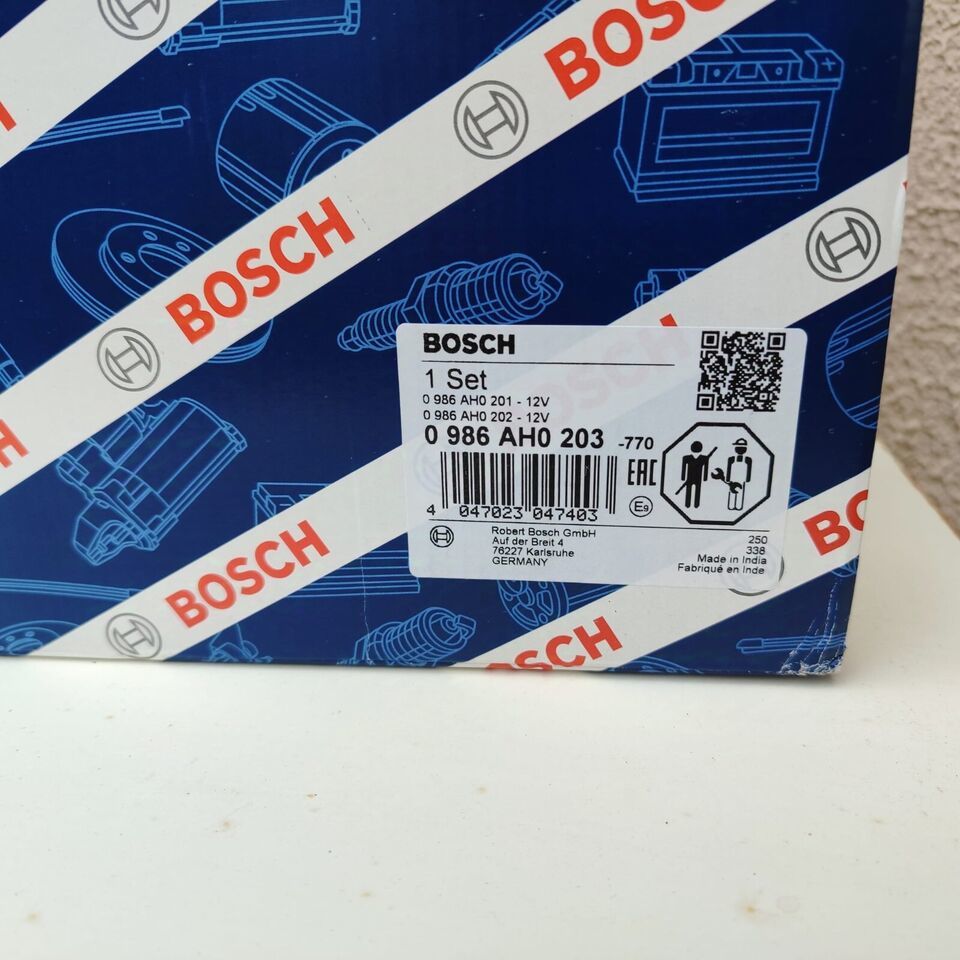 BOSCH
BOSCH
BOSCH
1 Set
0 986 AH0 201 - 12V
0 986 AH0 202 - 12V
0 986 AH0 203 -770
EAC
E9
4 047023 047403
Robert Bosch GmbH
Auf der Breit 4
76227 Karlsruhe
GERMANY
250
338
Made in India
Fabriqué en Inde
BOSCH
BOSCH
BOSCH